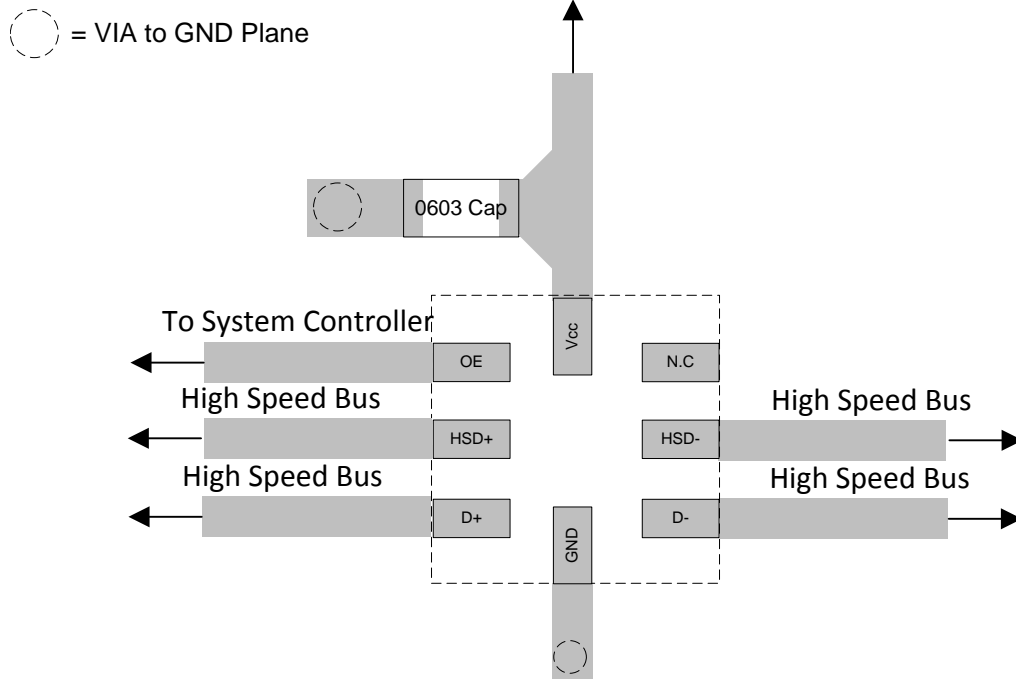 = VIA to GND Plane
0603 Cap
To System Controller
Vcc
OE
N.C
High Speed Bus
High Speed Bus
HSD+
HSD-
High Speed Bus
High Speed Bus
D+
D-
GND